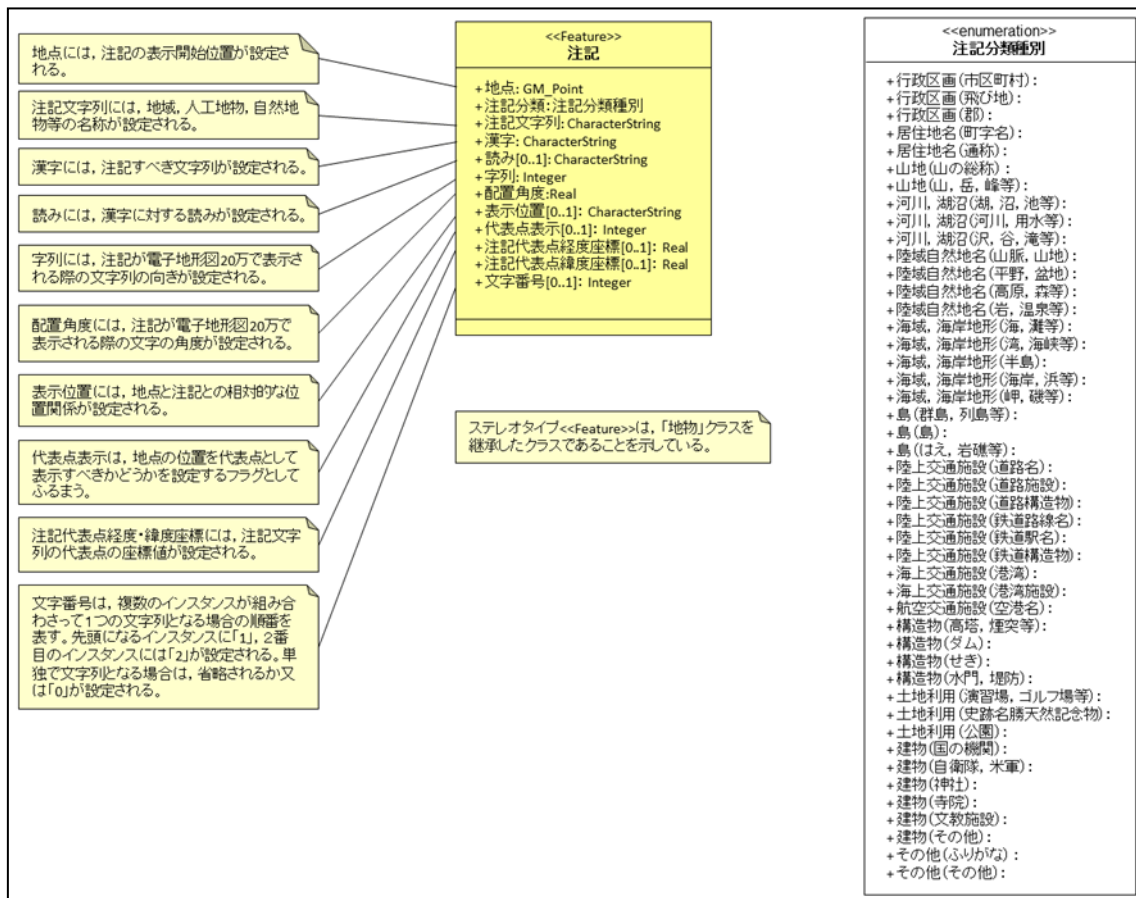 地点には，注記の表示開始位置が設定さ
れる。
注記文字列には，地域，人工地物，自然地
物等の名称が設定される。
漢字には，注記すべき文字列が設定される。
読みには，漢字に対する読みが設定される。
字列には，注記が電子地形図20万で表示さ
れる際の文字列の向きが設定される。
配置角度には，注記が電子地形図20万で
表示される際の文字の角度が設定される。
表示位置には，地点と注記との相対的な位
置関係が設定される。
代表点表示は，地点の位置を代表点として
表示すべきかどうかを設定するフラグとして
ふるまう。
注記代表点経度・緯度座標には，注記文字
列の代表点の座標値が設定される。
文字番号は，複数のインスタンスが組み合
わさって1つの文字列となる場合の順番を
表す。先頭になるインスタンスに「1」，2番
目のインスタンスには「2」が設定される。単
独で文字列となる場合は，省略されるか又
は「0」が設定される。
<<Feature>>
注記
+地点: GM_Point
+注記分類:注記分類種別
+注記文字列: CharacterString
+漢字: CharacterString
+読み[0..1]: CharacterString
+字列: Integer
+配置角度:Real
+表示位置[0..1]: CharacterString
+代表点表示[0..1]: Integer
+注記代表点経度座標[0..1]: Real
+注記代表点緯度座標[0..1]: Real
+文字番号[0..1]: Integer
ステレオタイプ<<Feature>>は，「地物」クラスを
継承したクラスであることを示している。
<<enumeration>>
注記分類種別
+行政区画(市区町村):
+行政区画(飛び地):
+行政区画(郡):
+居住地名(町字名):
+居住地名(通称):
+山地(山の総称):
+山地(山，岳，峰等):
+河川，湖沼(湖，沼，池等):
+河川，湖沼(河川，用水等):
+河川，湖沼(沢，谷，滝等):
+陸域自然地名(山脈，山地):
+陸域自然地名(平野，盆地):
+陸域自然地名(高原，森等):
+陸域自然地名(岩，温泉等):
+海域，海岸地形(海，灘等):
+海域，海岸地形(湾，海峡等):
+海域，海岸地形(半島):
+海域，海岸地形(海岸，浜等):
+海域，海岸地形(岬，磯等):
+島(群島，列島等):
+島(島):
+島(はえ，岩礁等):
+陸上交通施設(道路名):
+陸上交通施設(道路施設):
+陸上交通施設(道路構造物):
+陸上交通施設(鉄道路線名):
+陸上交通施設(鉄道駅名):
+陸上交通施設(鉄道構造物):
+海上交通施設(港湾):
+海上交通施設(港湾施設):
+航空交通施設(空港名):
+構造物(高塔，煙突等):
+構造物(ダム):
+構造物(せき):
+構造物(水門，堤防):
+土地利用(演習場，ゴルフ場等):
+土地利用(史跡名勝天然記念物):
+土地利用(公園):
+建物(国の機関):
+建物(自衛隊，米軍):
+建物(神社):
+建物(寺院):
+建物(文教施設):
+建物(その他):
+その他(ふりがな):
+その他(その他):